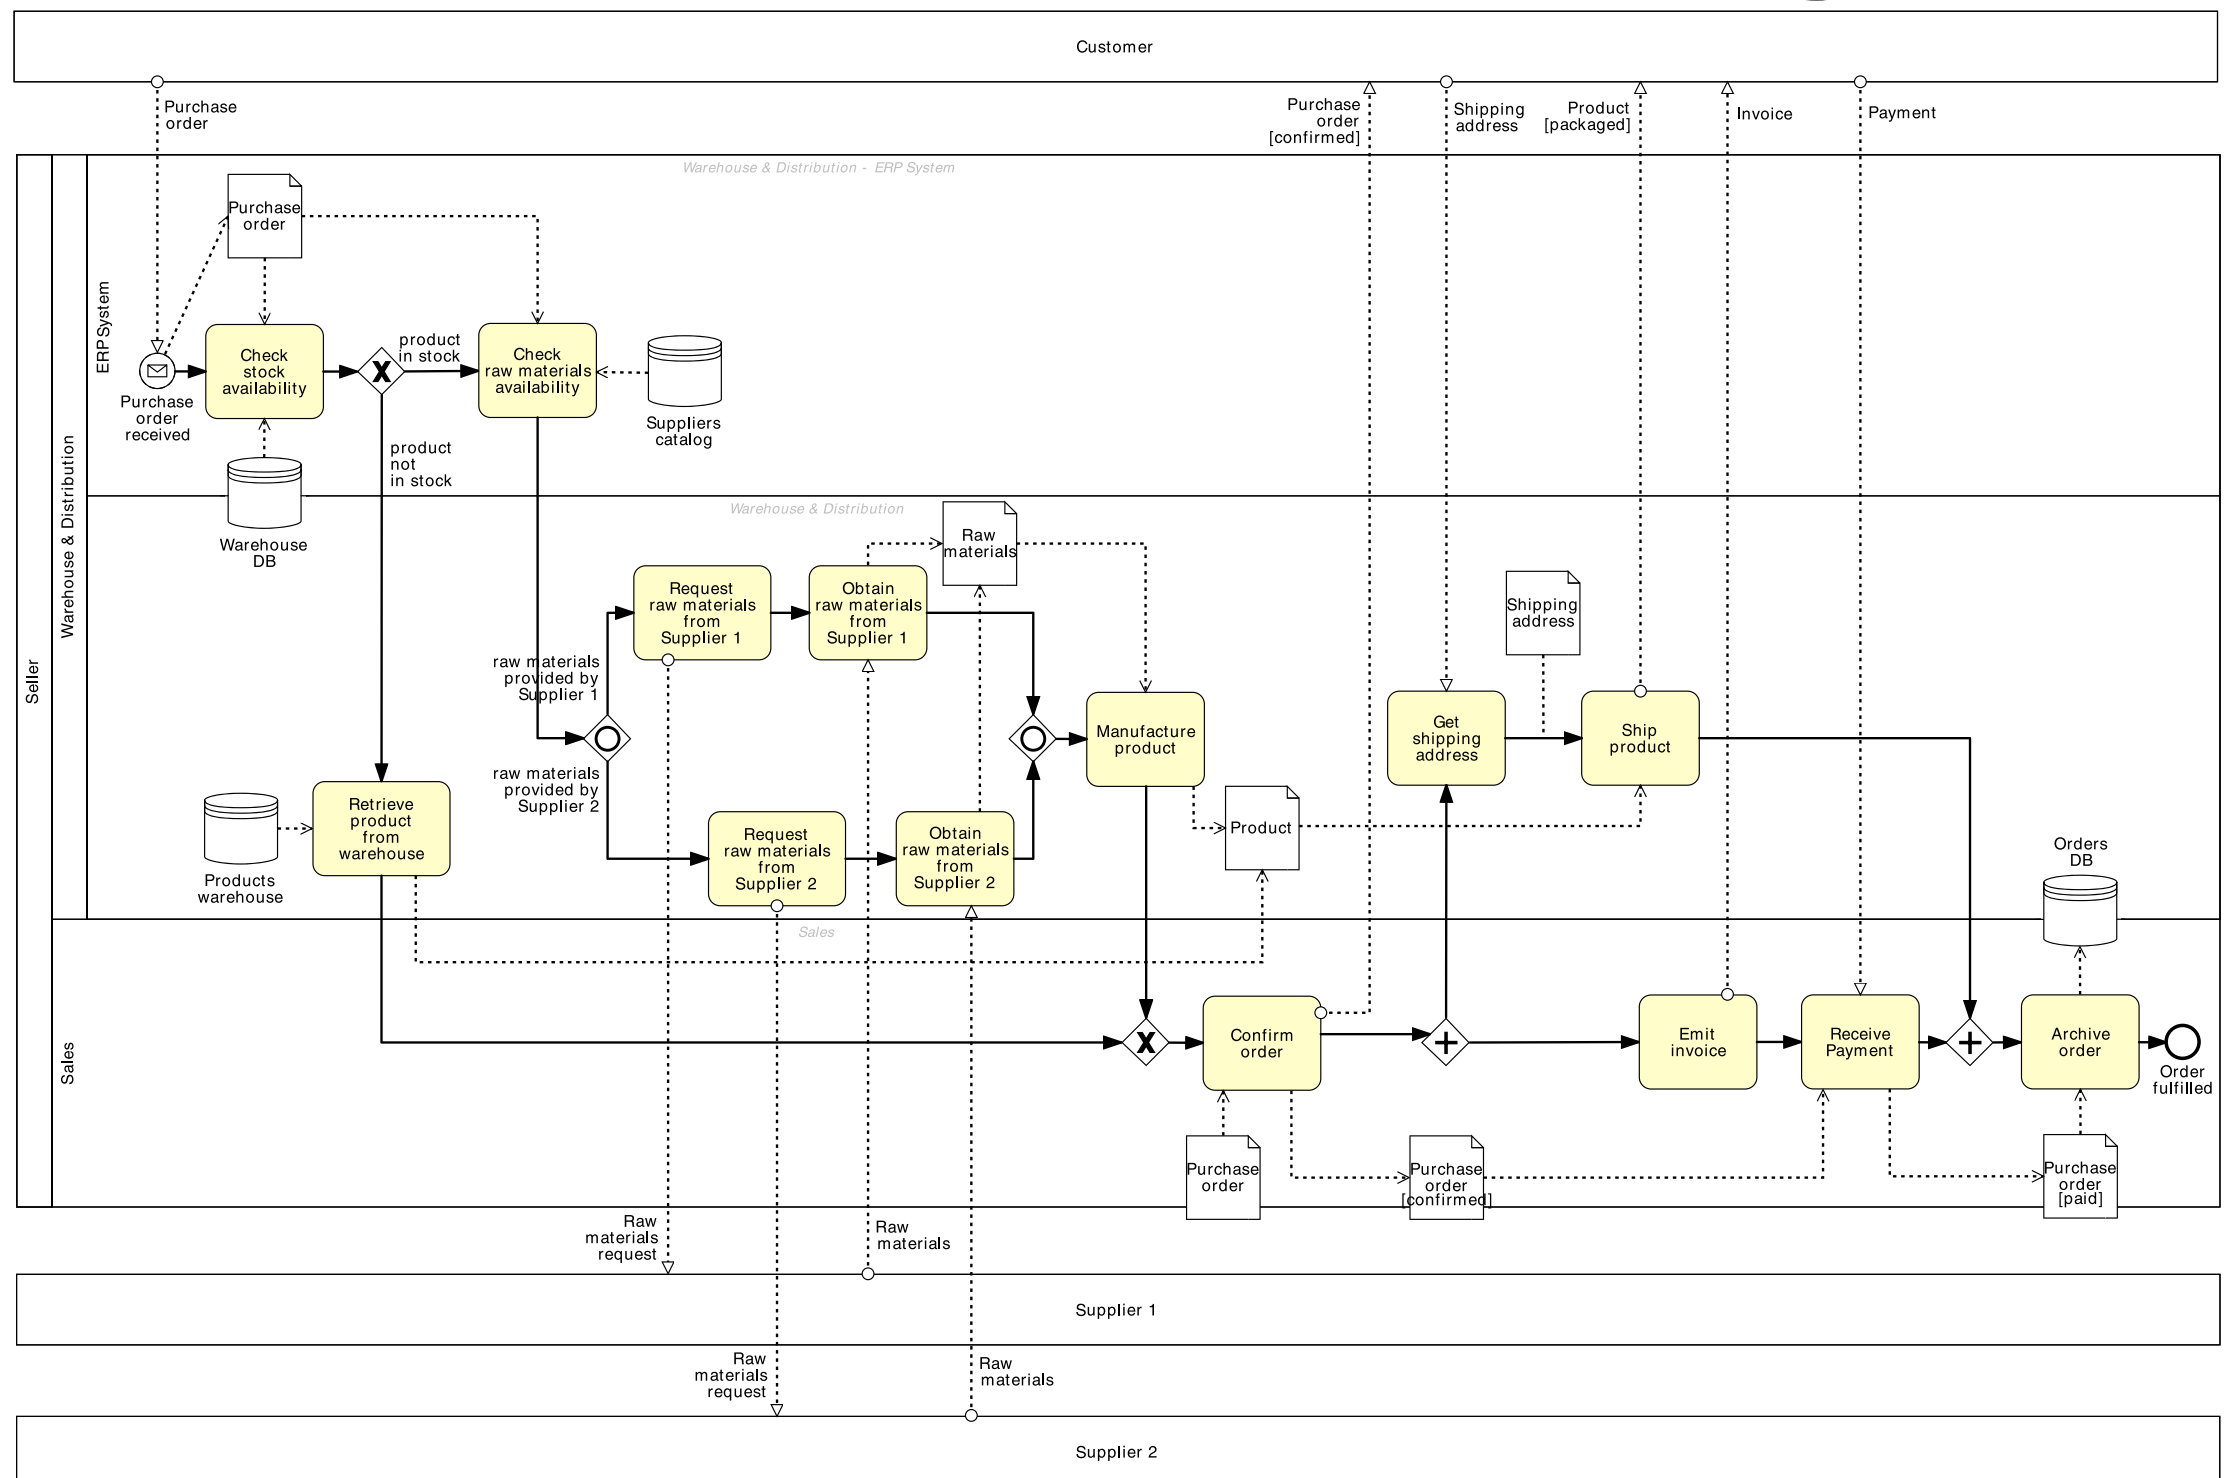 Customer
Purchase
order
Purchase
order
[confirmed]
Shipping
address
Product
[packaged]
Invoice
Payment
Seller
Warehouse & Distribution
ERP System
Warehouse & Distribution - ERP System
Purchase
order
Purchase
order
received
Check
stock
availability
product
in stock
product
not
in stock
Check
raw materials
availability
Suppliers
catalog
Warehouse
DB
Warehouse & Distribution
Raw
materials
Request
raw materials
from
Supplier 1
Obtain
raw materials
from
Supplier 1
raw materials
provided by
Supplier 1
raw materials
provided by
Supplier 2
Request
raw materials
from
Supplier 2
Obtain
raw materials
from
Supplier 2
Manufacture
product
Shipping
address
Get
shipping
address
Ship
product
Product
Retrieve
product
from
warehouse
Products
warehouse
Orders
DB
Sales
Sales
Confirm
order
Emit
invoice
Receive
Payment
Archive
order
Order
fulfilled
Purchase
order
Purchase
order
[confirmed]
Purchase
order
[paid]
Raw
materials
request
Raw
materials
Supplier 1
Raw
materials
request
Raw
materials
Supplier 2